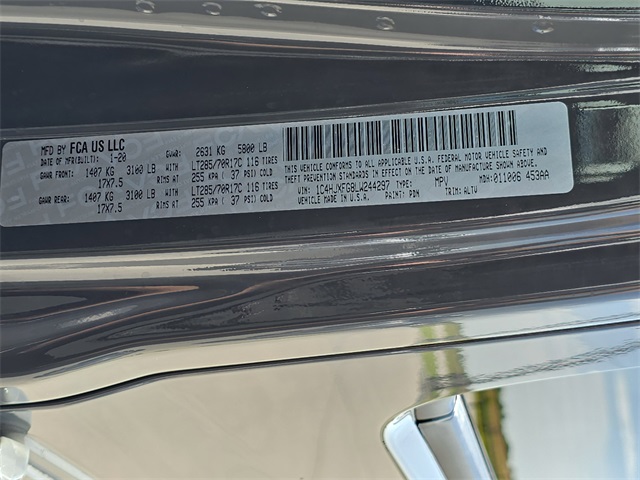 MFD BY FCA US LLC
DATE OF MFR(BUILT): 1-20 GVWR: 2631 KG 5800 LB
GAWR FRONT: 1407 KG 3100 LB WITH LT285/70R17C 116 TIRES
17X7.5 RIMS AT 255 KPA ( 37 PSI) COLD
GAWR REAR: 1407 KG 3100 LB WITH LT285/70R17C 116 TIRES
17X7.5 RIMS AT 255 KPA ( 37 PSI) COLD
THIS VEHICLE CONFORMS TO ALL APPLICABLE FEDERAL MOTOR VEHICLE SAFETY AND
THEFT PREVENTION STANDARDS IN EFFECT IN U.S.A. ON THE DATE OF MFR SHOWN ABOVE.
VIN: 1C4HJXFG8LW244297 TYPE: MPV MDH: 011006 453AA
VEHICLE MADE IN U.S.A. PAINT: PDN TRIM: ALTV